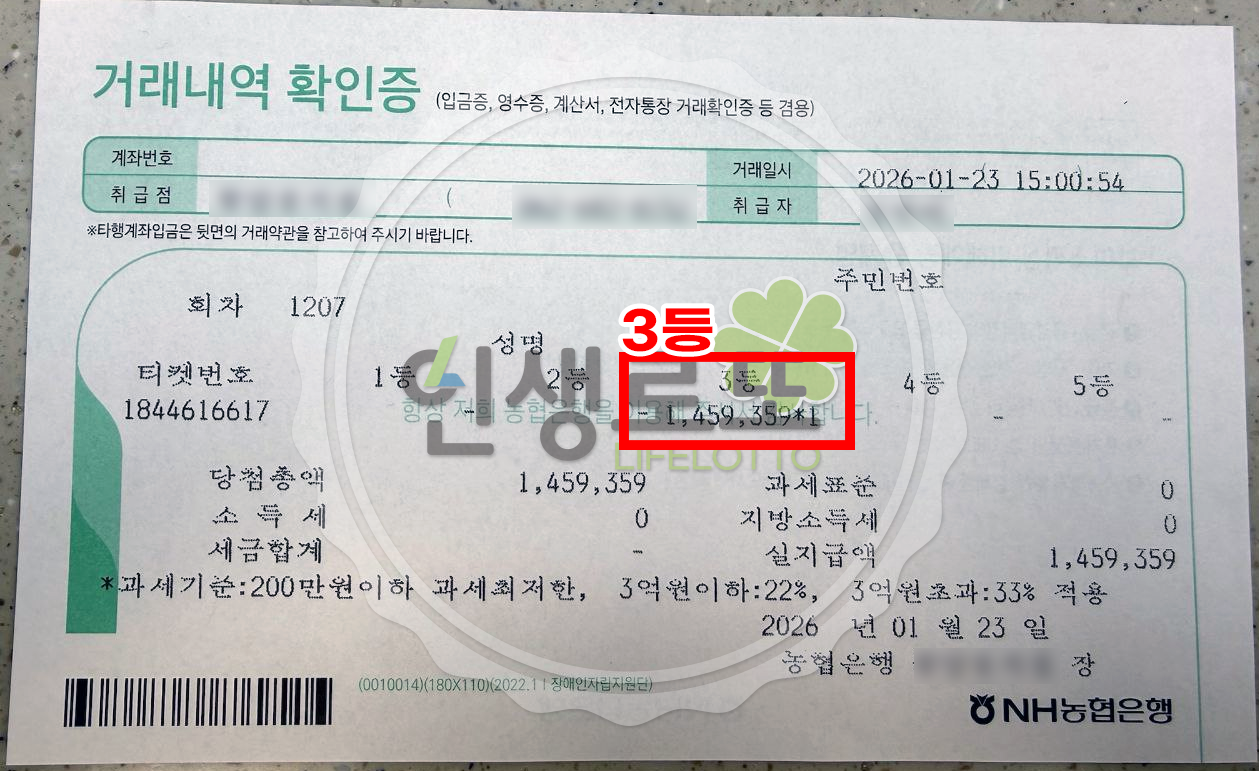 거래내역 확인증 (입금증, 영수증, 계산서, 전자통장 거래확인증 등 겸용)
계좌번호
거래일시 2026-01-23 15:00:54
취급점 (
취급자
※타행계좌입금은 뒷면의 거래약관을 참고하여 주시기 바랍니다.
주민번호
회차 1207
3등
성명
티켓번호 1등 2등 3등 4등 5등
1844616617 - - 1,459,359*1 - -
항상 저희 농협은행을 이용해
인생로또
LIFELOTTO
당첨총액 1,459,359 과세표준 0
소득세 0 지방소득세 0
세금합계 - 실지급액 1,459,359
*과세기준:200만원이하 과세최저한, 3억원이하:22%, 3억원초과:33% 적용
2026 년 01 월 23 일
농협은행 장
(0010014)(180X110)(2022.11 장애인자립지원단)
NH농협은행